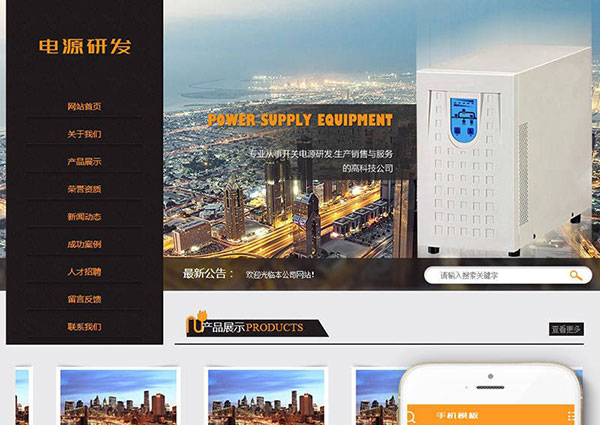 电源研发
网站首页
关于我们
产品展示
荣誉资质
新闻动态
成功案例
人才招聘
留言反馈
联系我们
POWER SUPPLY EQUIPMENT
专业从事开关电源研发,生产销售与服务
的高科技公司
最新公告： 欢迎光临本公司网站！
请输入搜索关键字
产品展示 PRODUCTS
查看更多
手机模板